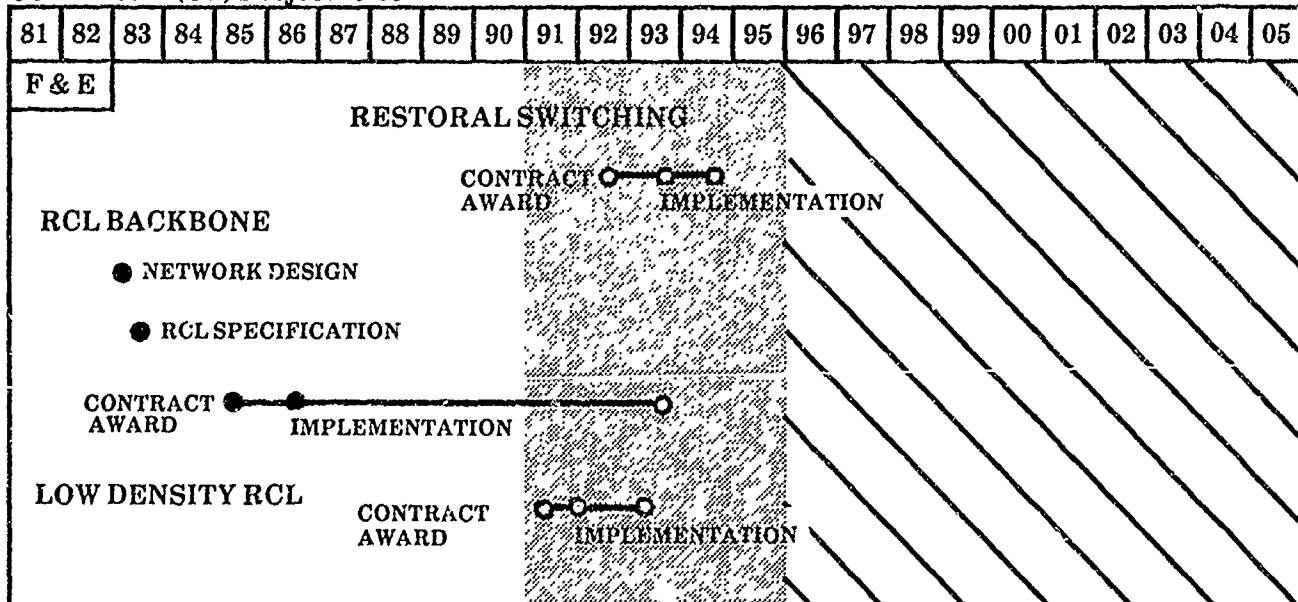 81 82 83 84 85 86 87 88 89 90 91 92 93 94 95 96 97 98 99 00 01 02 03 04 05
F & E
RESTORAL SWITCHING
CONTRACT
AWARD
IMPLEMENTATION
RCL BACKBONE
NETWORK DESIGN
RCL SPECIFICATION
CONTRACT
AWARD
IMPLEMENTATION
LOW DENSITY RCL
CONTRACT
AWARD
IMPLEMENTATION